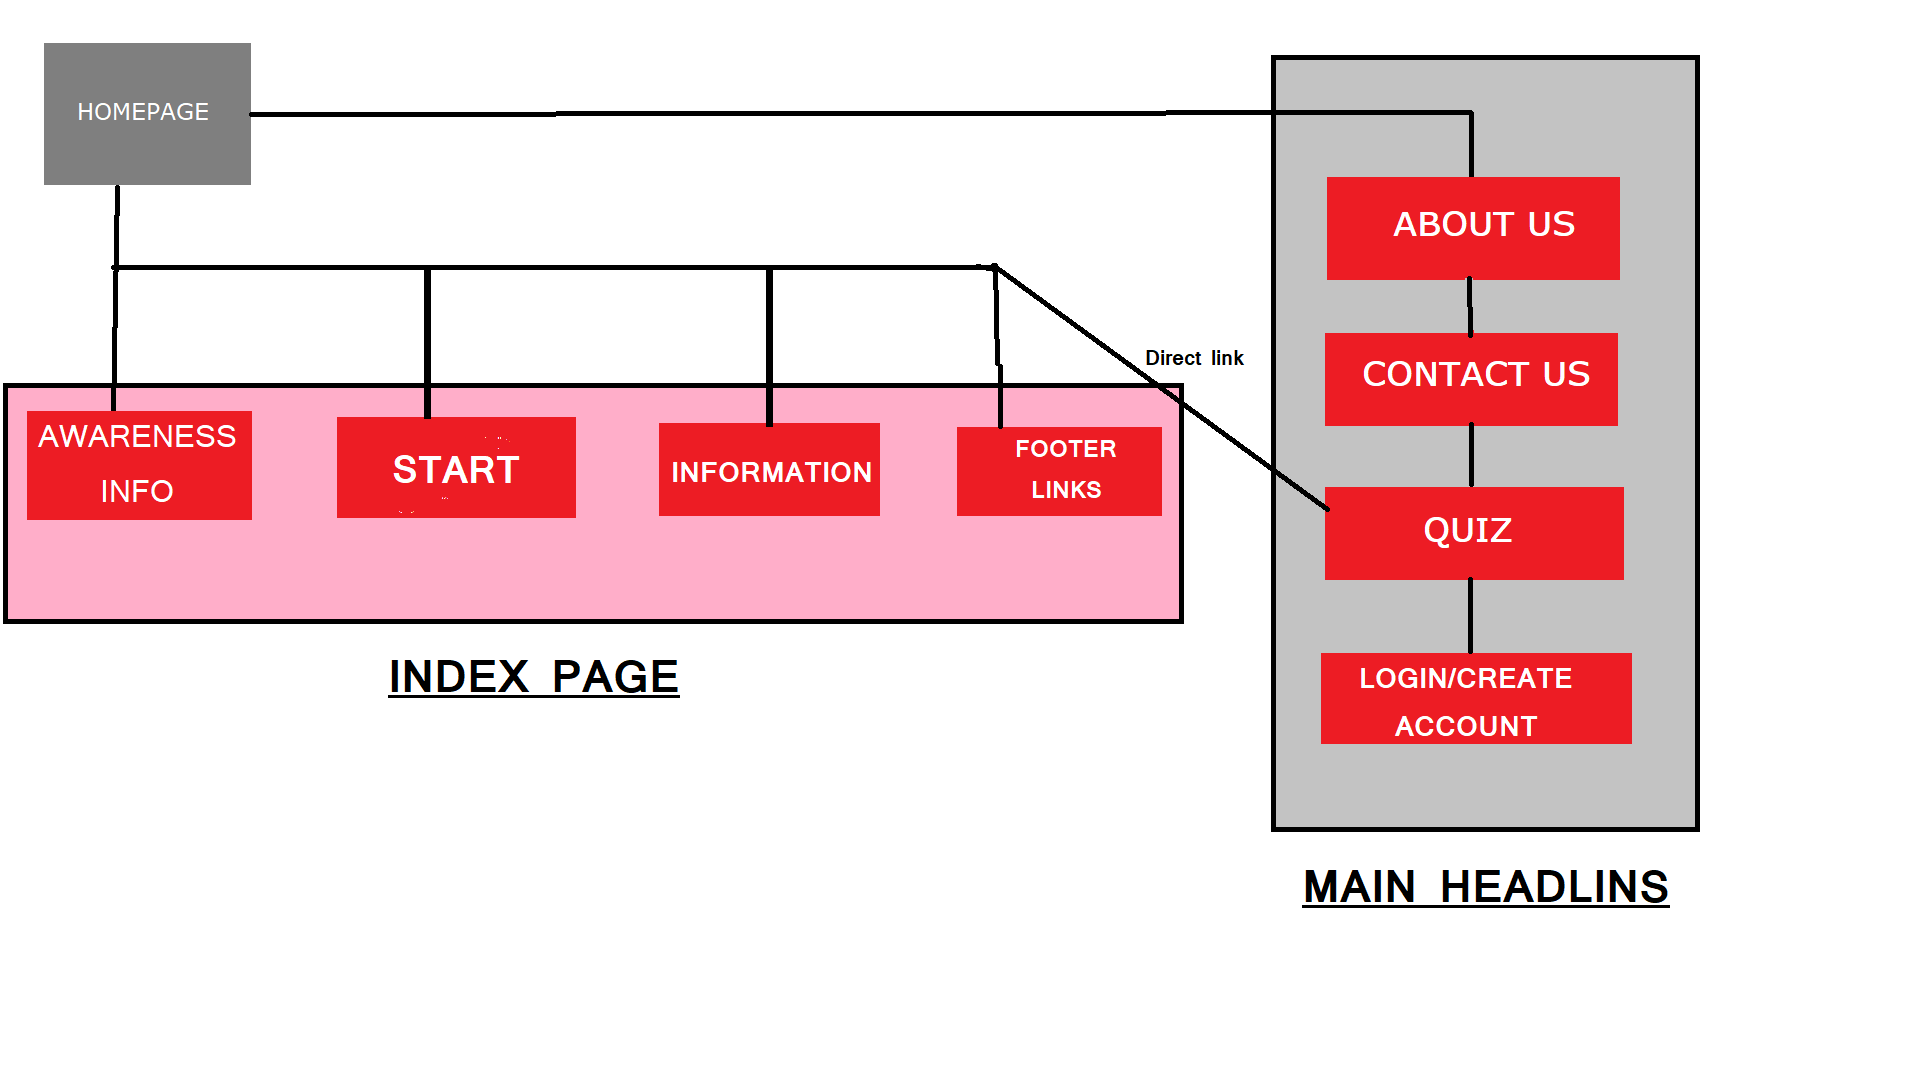 HOMEPAGE
ABOUT US
CONTACT US
Direct link
AWARENESS
INFO
START
INFORMATION
FOOTER
LINKS
QUIZ
LOGIN/CREATE
ACCOUNT
INDEX PAGE
MAIN HEADLINS